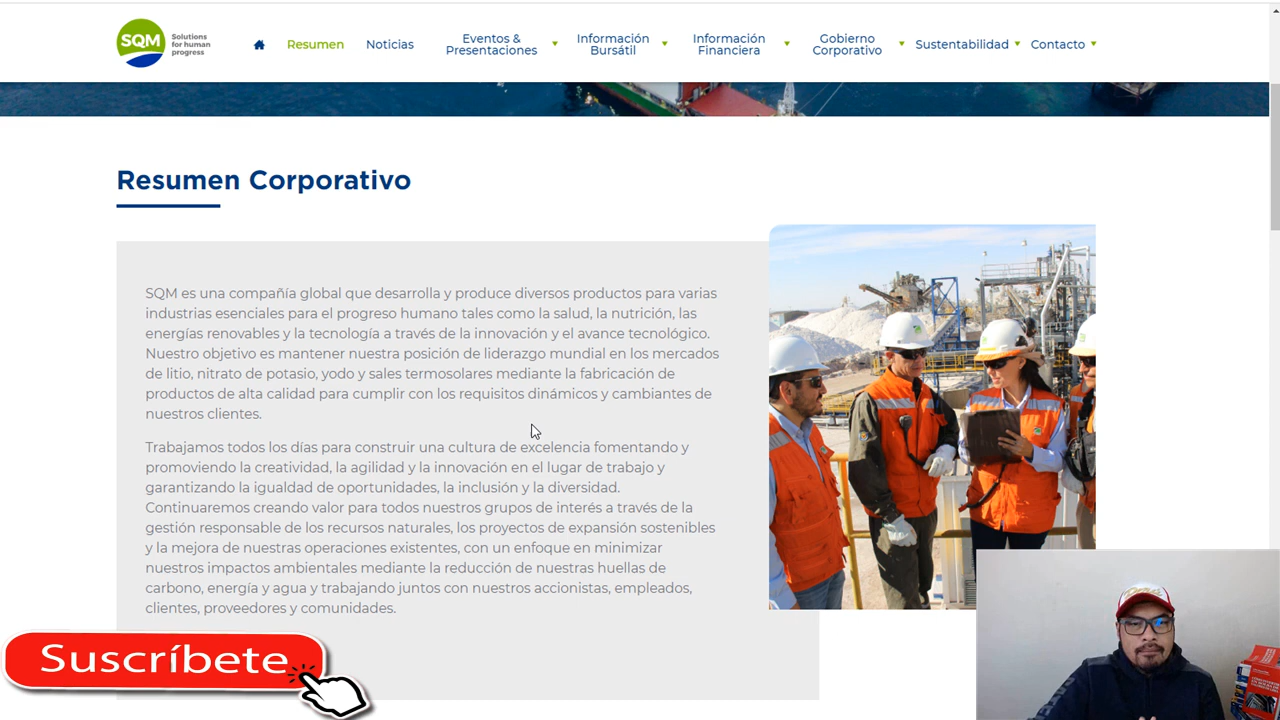 SQM
Solutions
for human
progress
Resumen
Noticias
Eventos &
Presentaciones
Información
Bursátil
Información
Financiera
Gobierno
Corporativo
Sustentabilidad
Contacto
Resumen Corporativo
SQM es una compañía global que desarrolla y produce diversos productos para varias
industrias esenciales para el progreso humano tales como la salud, la nutrición, las
energías renovables y la tecnología a través de la innovación y el avance tecnológico.
Nuestro objetivo es mantener nuestra posición de liderazgo mundial en los mercados
de litio, nitrato de potasio, yodo y sales termosolares mediante la fabricación de
productos de alta calidad para cumplir con los requisitos dinámicos y cambiantes de
nuestros clientes.
Trabajamos todos los días para construir una cultura de excelencia fomentando y
promoviendo la creatividad, la agilidad y la innovación en el lugar de trabajo y
garantizando la igualdad de oportunidades, la inclusión y la diversidad.
Continuaremos creando valor para todos nuestros grupos de interés a través de la
gestión responsable de los recursos naturales, los proyectos de expansión sostenibles
y la mejora de nuestras operaciones existentes, con un enfoque en minimizar
nuestros impactos ambientales mediante la reducción de nuestras huellas de
carbono, energía y agua y trabajando juntos con nuestros accionistas, empleados,
clientes, proveedores y comunidades.
Suscríbete